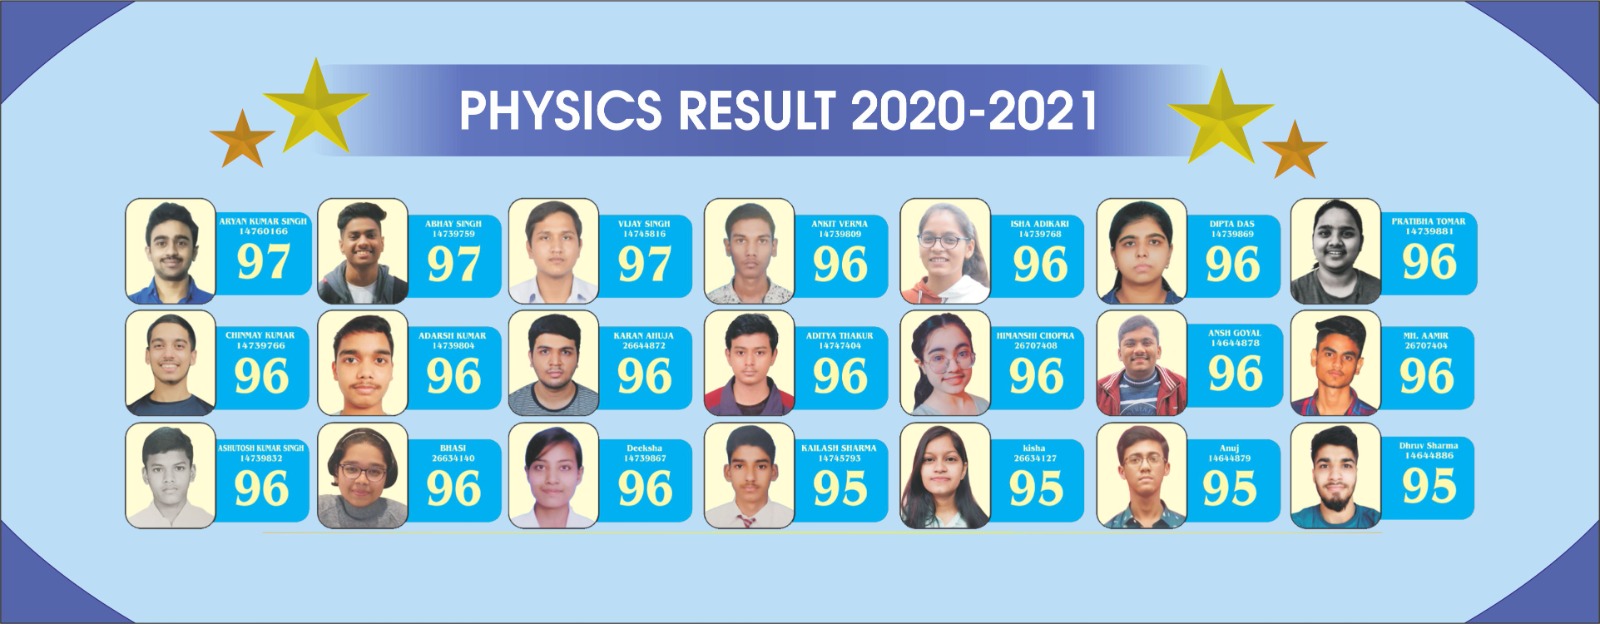 PHYSICS RESULT 2020-2021
ARYAN KUMAR SINGH
14760166
97
ABHAY SINGH
14739759
97
VIJAY SINGH
14745816
97
ANKIT VERMA
14739809
96
ISHA ADIKARI
14739768
96
DIPTA DAS
14739869
96
PRATIBHA TOMAR
14739881
96
CHINMAY KUMAR
14739766
96
ADARSH KUMAR
14739804
96
KARAN AHUJA
26644872
96
ADITYA THAKUR
14747404
96
HIMANSHI CHOPRA
26707408
96
ANSH GOYAL
14644878
96
MH. AAMIR
26707404
96
ASHUTOSH KUMAR SINGH
14739832
96
BHASI
26634140
96
Deeksha
14739867
96
KAILASH SHARMA
14745793
95
kisha
26634127
95
Anuj
14644879
95
Dhruv Sharma
14644886
95